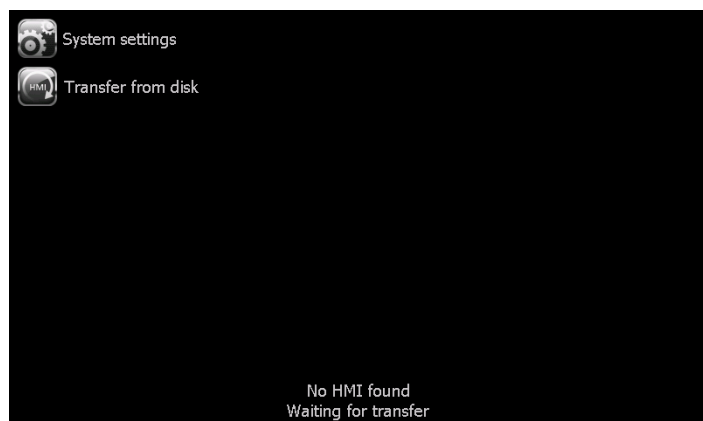 System settings
HMI
Transfer from disk
No HMI found
Waiting for transfer